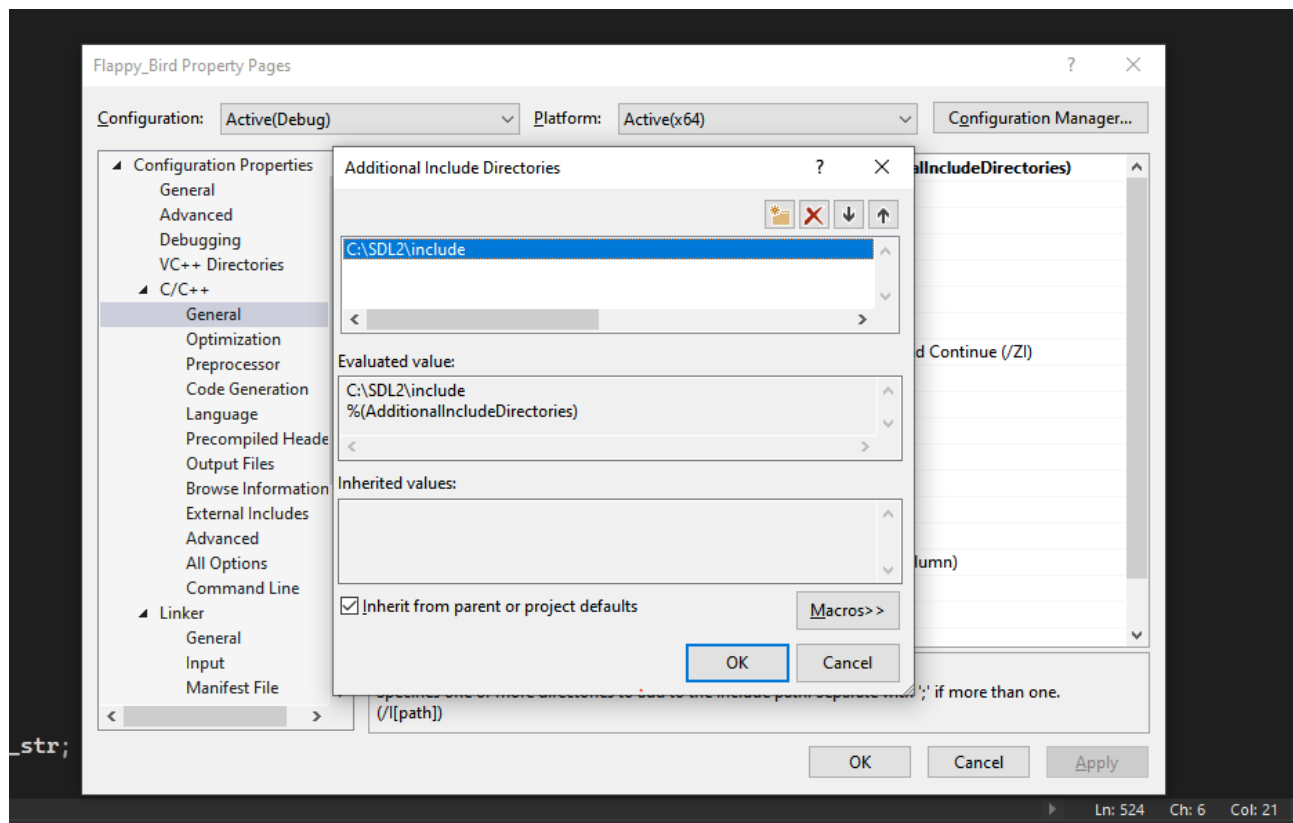 Flappy_Bird Property Pages
?
Configuration: Active(Debug) Platform: Active(x64) Configuration Manager...
Configuration Properties
General
Advanced
Debugging
VC++ Directories
C/C++
General
Optimization
Preprocessor
Code Generation
Language
Precompiled Heade
Output Files
Browse Information
External Includes
Advanced
All Options
Command Line
Linker
General
Input
Manifest File
Additional Include Directories ?
C:\SDL2\include
Evaluated value:
C:\SDL2\include
%(AdditionalIncludeDirectories)
Inherited values:
Inherit from parent or project defaults
Macros>>
OK Cancel
allIncludeDirectories)
d Continue (/ZI)
lumn)
';' if more than one.
(/I[path])
OK Cancel Apply
_str;
Ln: 524 Ch: 6 Col: 21